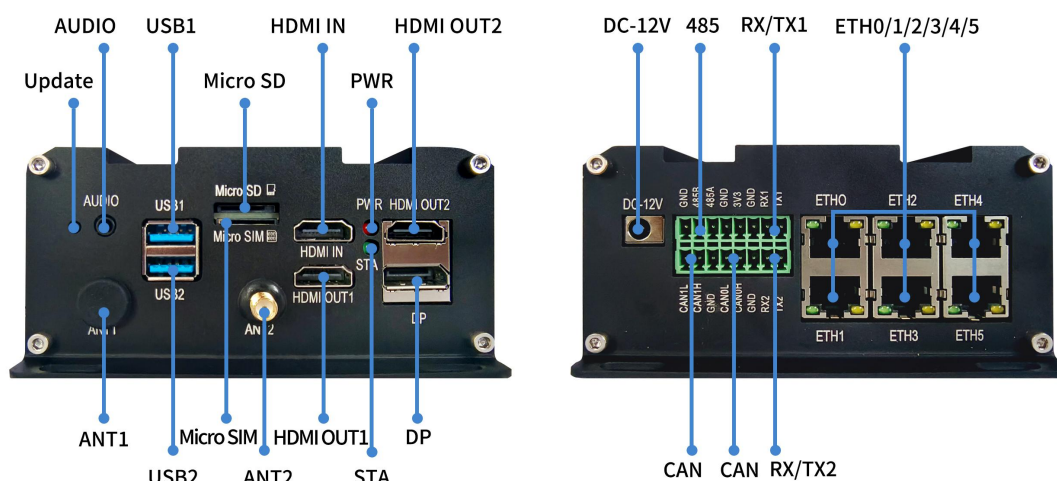 AUDIO USB1 HDMI IN HDMI OUT2
Update Micro SD PWR
AUDIO
USB1
Micro SD
Micro SIM
PWR
HDMI OUT2
HDMI IN
STA
USB2
HDMI OUT1
ANT1
ANT2
DP
ANT1 Micro SIM HDMI OUT1 DP
USB2 ANT2 STA
DC-12V 485 RX/TX1 ETH0/1/2/3/4/5
DC-12V
GND 485B 485A GND 3V3 GND RX1 TX1
ETH0 ETH2 ETH4
CAN1L CAN1H GND CAN0L CAN0H GND RX2 TX2
ETH1 ETH3 ETH5
CAN CAN RX/TX2